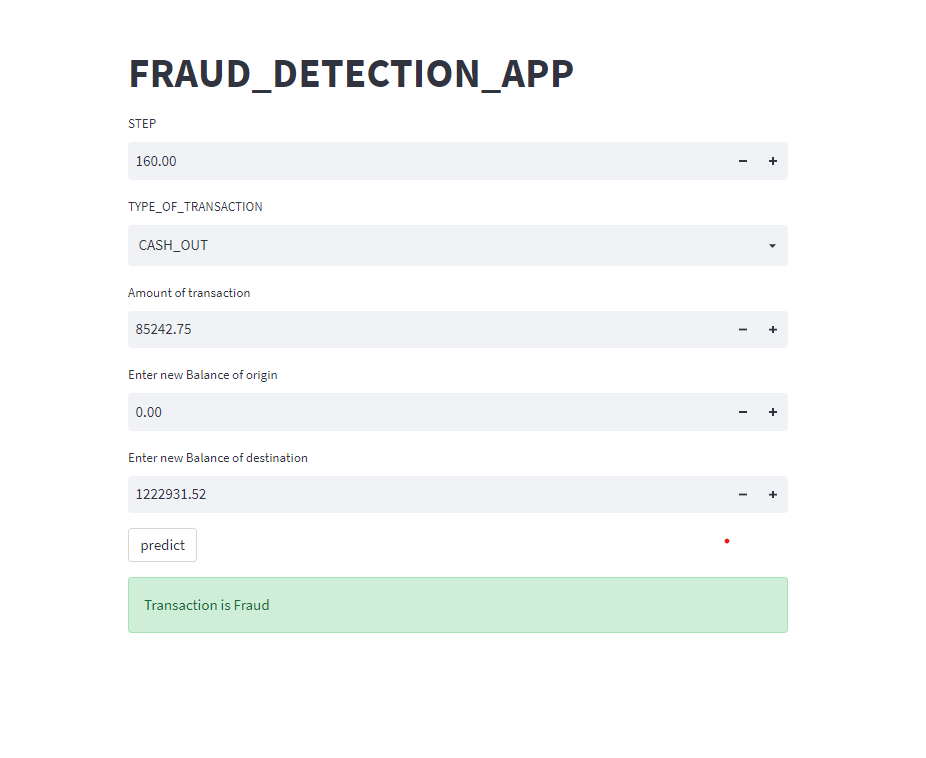 FRAUD_DETECTION_APP
STEP
160.00
TYPE_OF_TRANSACTION
CASH_OUT
Amount of transaction
85242.75
Enter new Balance of origin
0.00
Enter new Balance of destination
1222931.52
predict
Transaction is Fraud